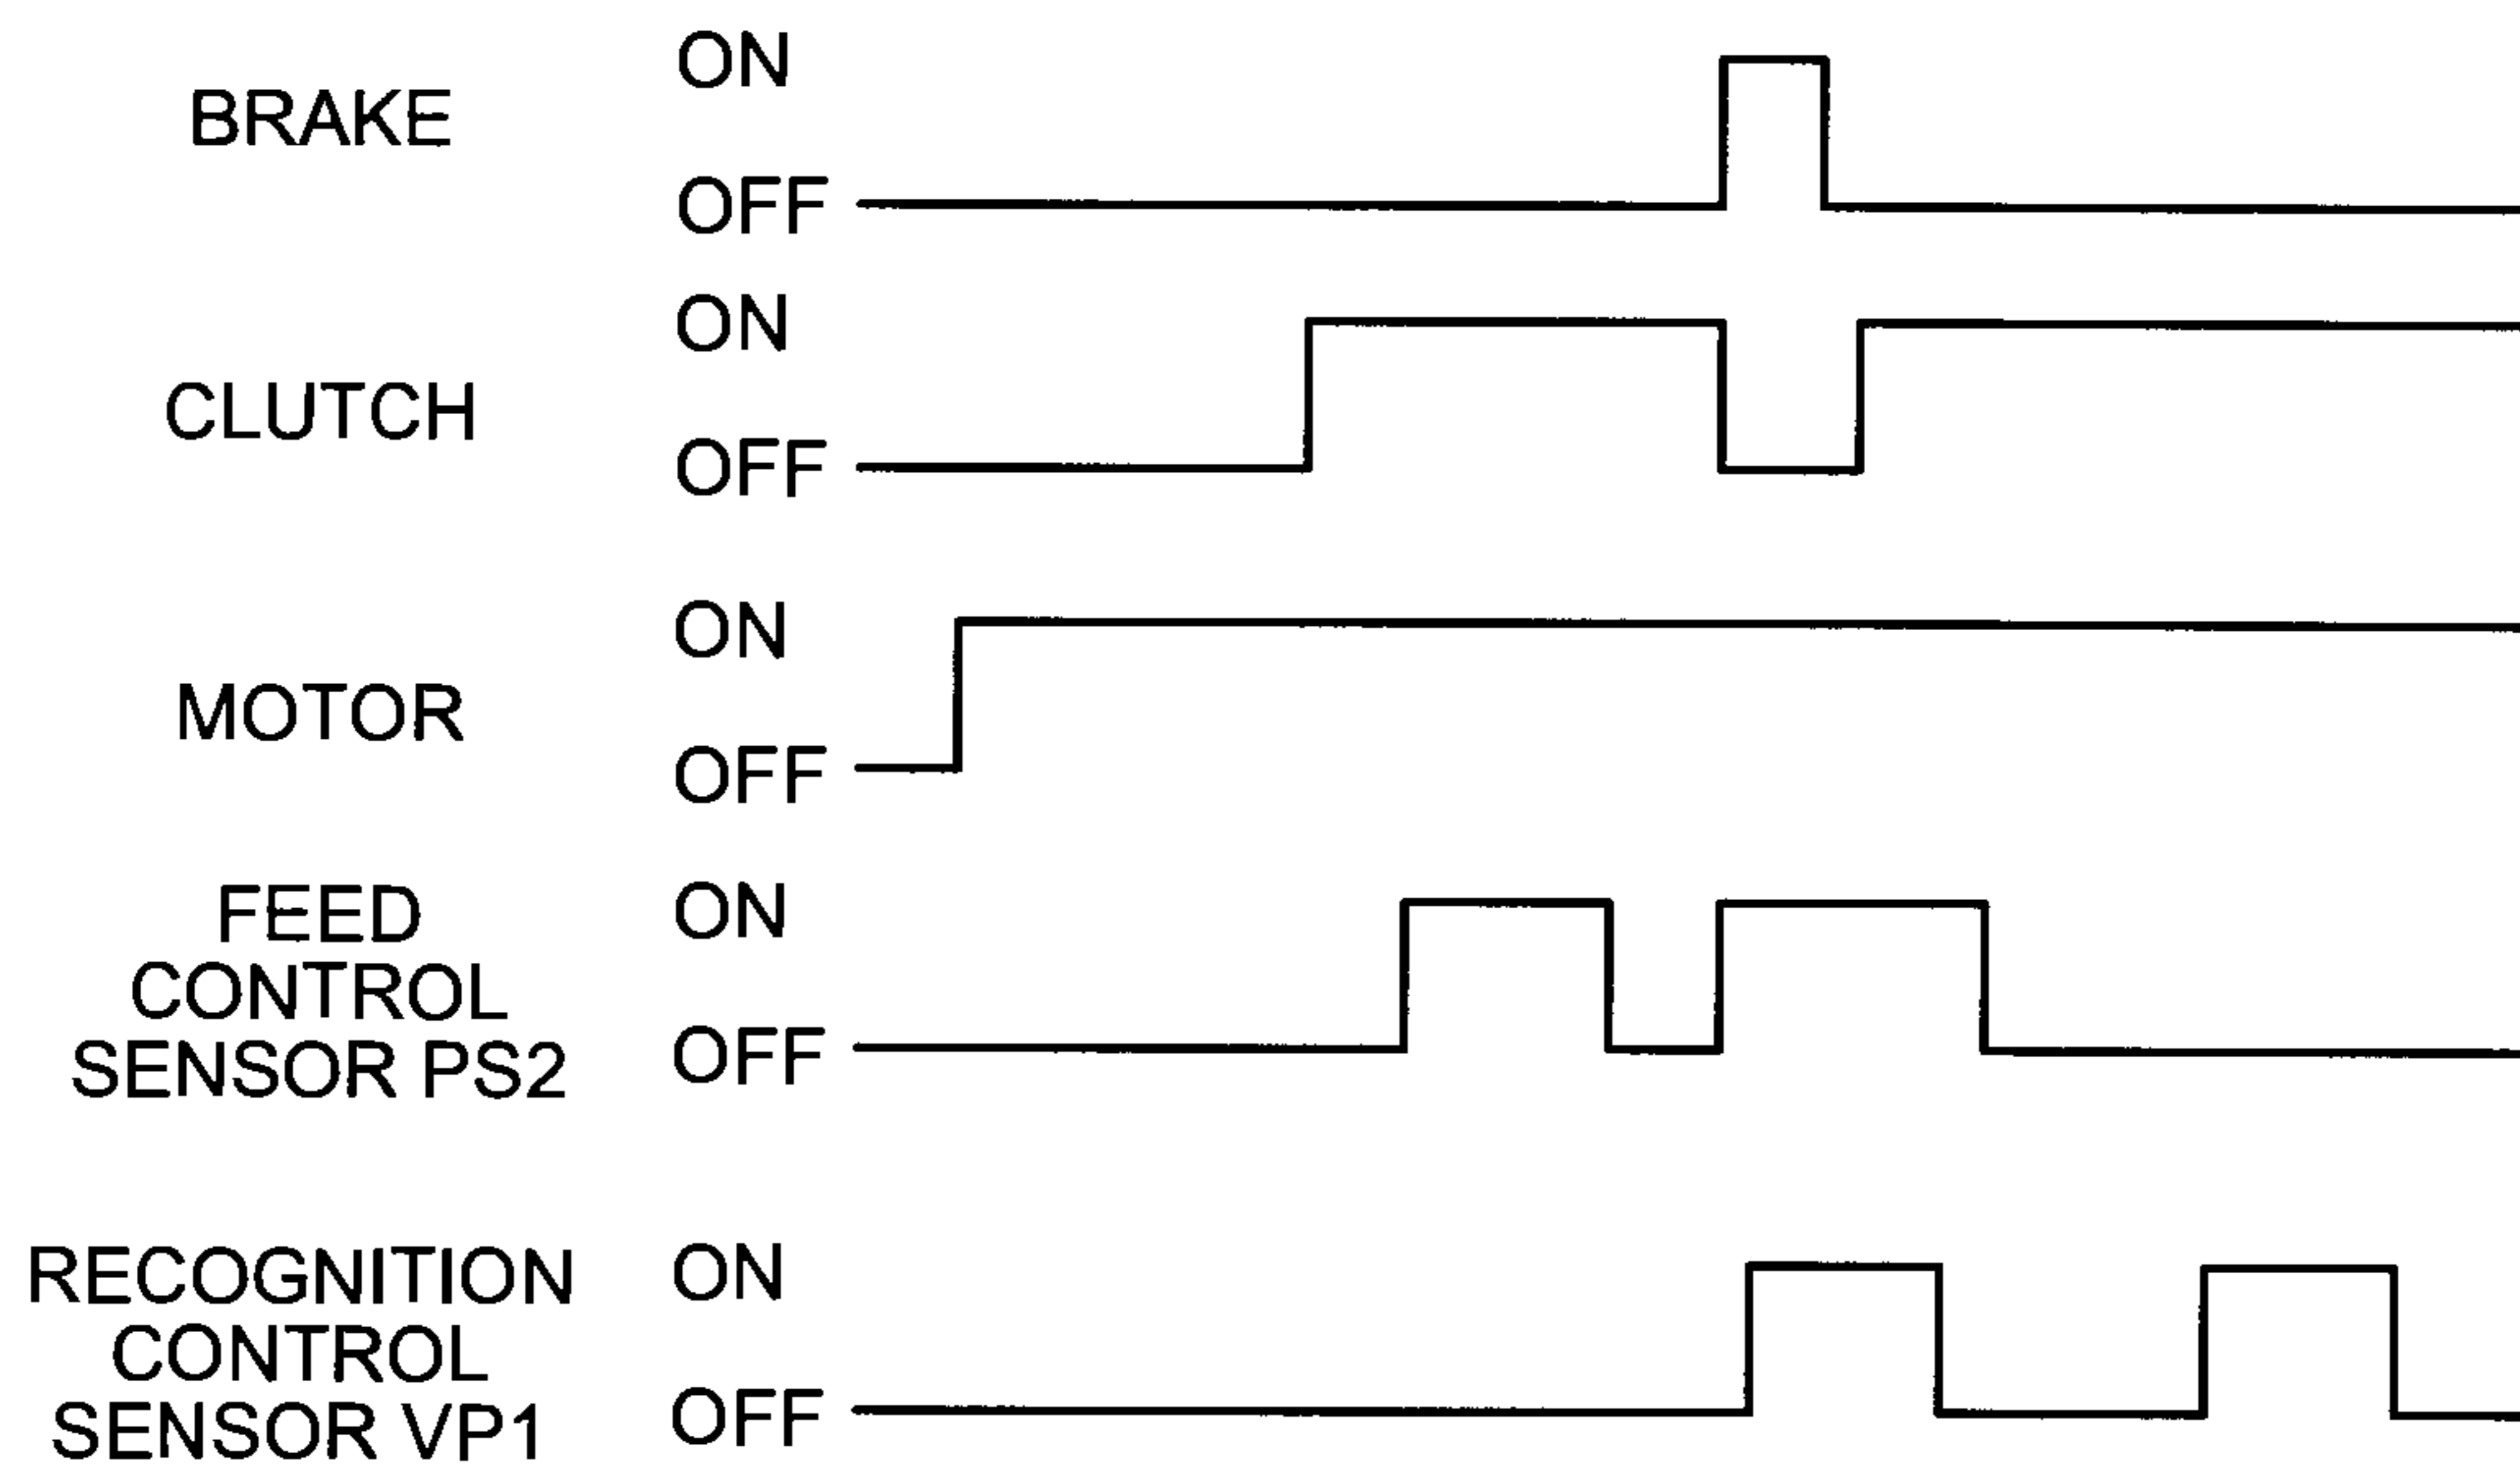 BRAKE
ON
OFF
CLUTCH
ON
OFF
MOTOR
ON
OFF
FEED
CONTROL
SENSOR PS2
ON
OFF
RECOGNITION
CONTROL
SENSOR VP1
ON
OFF